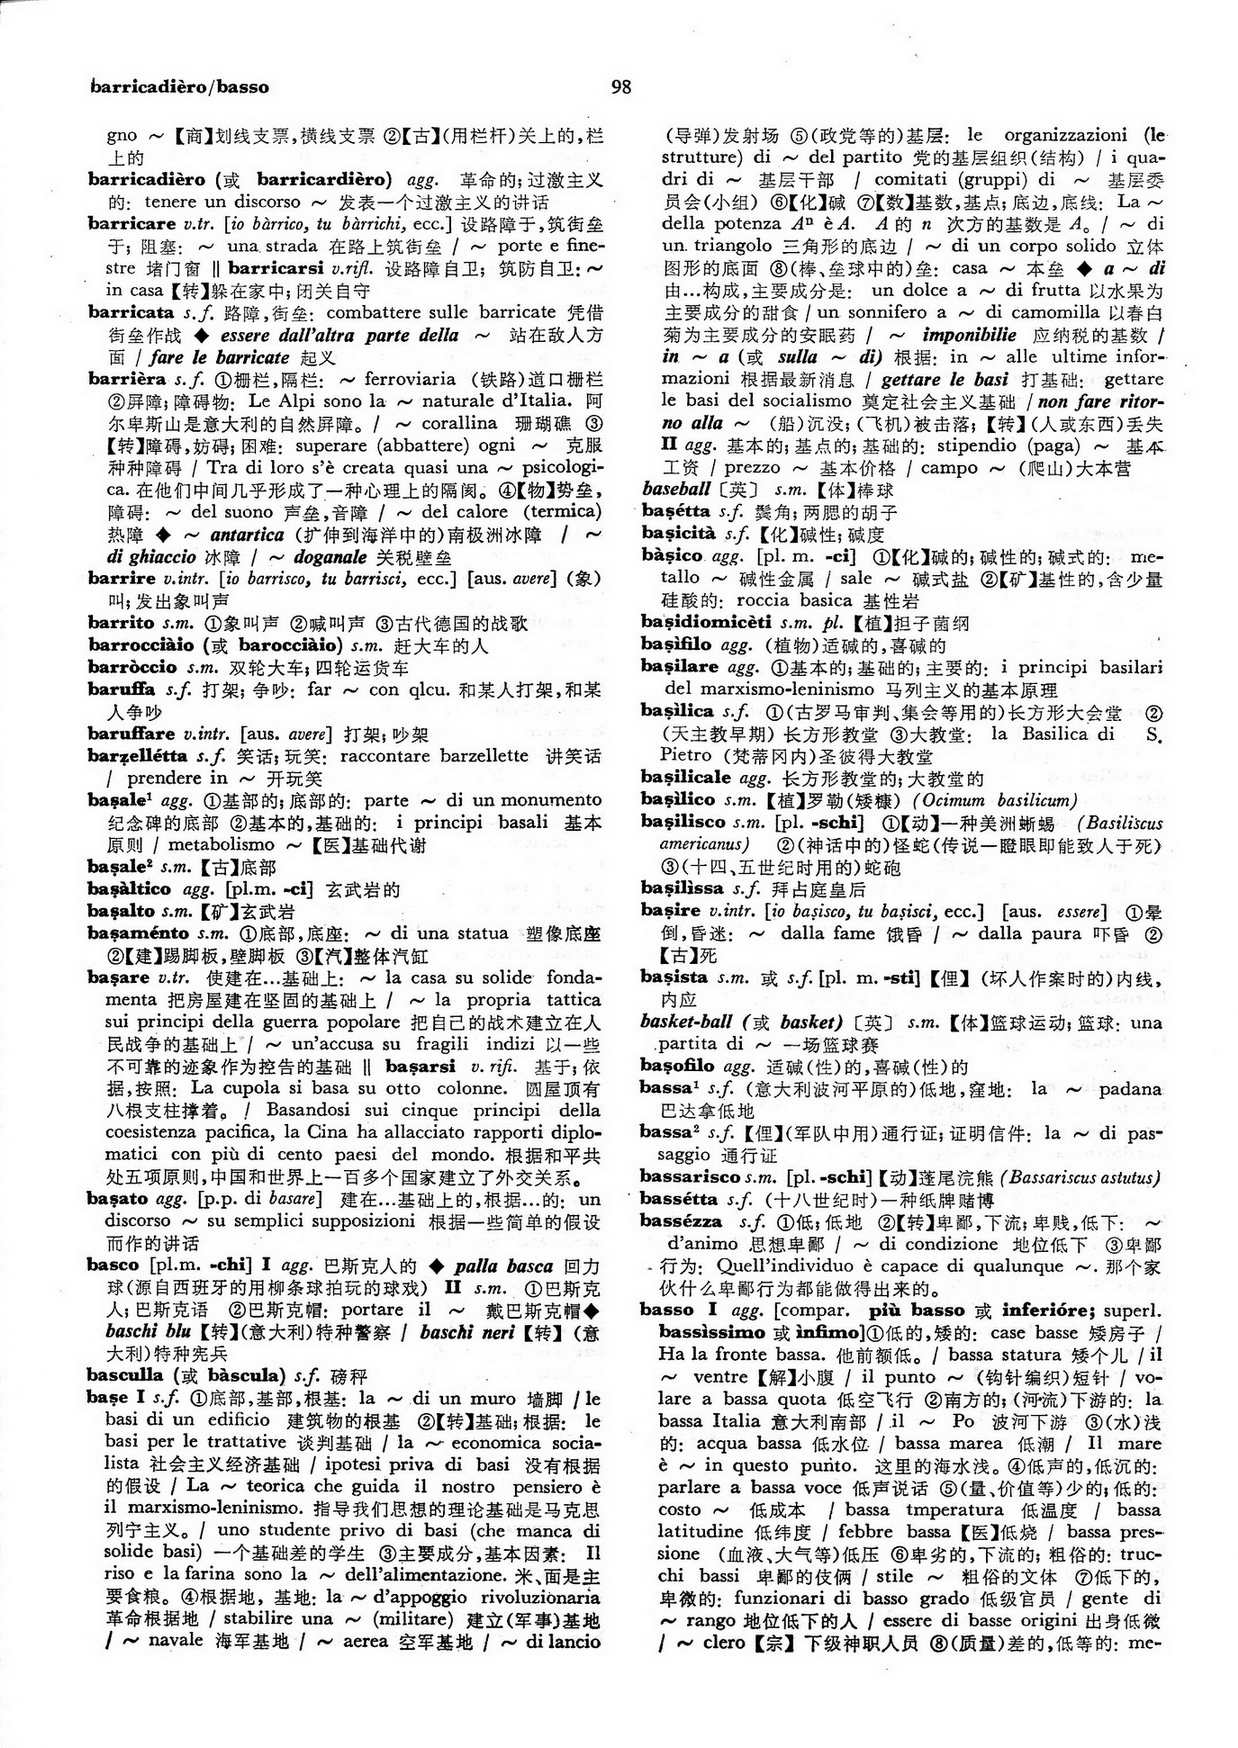 barricadièro/basso
98
gno ～【商】划线支票,横线支票 ②【古】(用栏杆)关上的,栏
上的
barricadièro (或 barricardièro) agg. 革命的;过激主义
的: tenere un discorso ～ 发表一个过激主义的讲话
barricare v.tr. [io bàrrico, tu bàrrichi, ecc.] 设路障于,筑街垒
于; 阻塞: ～ una strada 在路上筑街垒 / ～ porte e fine-
stre 堵门窗 ‖ barricarsi v.rifl. 设路障自卫; 筑防自卫: ～
in casa【转】躲在家中;闭关自守
barricata s.f. 路障,街垒: combattere sulle barricate 凭借
街垒作战 ◆ essere dall'altra parte della ～ 站在敌人方
面 / fare le barricate 起义
barrièra s.f. ①栅栏,隔栏: ～ ferroviaria (铁路)道口栅栏
②屏障;障碍物: Le Alpi sono la ～ naturale d'Italia. 阿
尔卑斯山是意大利的自然屏障。/ ～ corallina 珊瑚礁 ③
【转】障碍,妨碍;困难: superare (abbattere) ogni ～ 克服
种种障碍 / Tra di loro s'è creata quasi una ～ psicologi-
ca. 在他们中间几乎形成了一种心理上的隔阂。④【物】势垒,
障碍: ～ del suono 声垒,音障 / ～ del calore (termica)
热障 ◆ ～ antartica (扩伸到海洋中的)南极洲冰障 / ～
di ghiaccio 冰障 / ～ doganale 关税壁垒
barrire v.intr. [io barrisco, tu barrisci, ecc.] [aus. avere] (象)
叫;发出象叫声
barrito s.m. ①象叫声 ②喊叫声 ③古代德国的战歌
barrocciàio (或 barocciàio) s.m. 赶大车的人
barròccio s.m. 双轮大车;四轮运货车
baruffa s.f. 打架;争吵: far ～ con qlcu. 和某人打架,和某
人争吵
baruffare v.intr. [aus. avere] 打架;吵架
barẓellétta s.f. 笑话;玩笑: raccontare barzellette 讲笑话
/ prendere in ～ 开玩笑
baṣale¹ agg. ①基部的;底部的: parte ～ di un monumento
纪念碑的底部 ②基本的,基础的: i principi basali 基本
原则 / metabolismo ～【医】基础代谢
baṣale² s.m.【古】底部
baṣàltico agg. [pl.m. -ci] 玄武岩的
baṣalto s.m.【矿】玄武岩
baṣaménto s.m. ①底部,底座: ～ di una statua 塑像底座
②【建】踢脚板,壁脚板 ③【汽】整体汽缸
baṣare v.tr. 使建在…基础上: ～ la casa su solide fonda-
menta 把房屋建在坚固的基础上 / ～ la propria tattica
sui principi della guerra popolare 把自己的战术建立在人
民战争的基础上 / ～ un'accusa su fragili indizi 以一些
不可靠的迹象作为控告的基础 ‖ baṣarsi v. rifl. 基于;依
据,按照: La cupola si basa su otto colonne. 圆屋顶有
八根支柱撑着。/ Basandosi sui cinque principi della
coesistenza pacifica, la Cina ha allacciato rapporti diplo-
matici con più di cento paesi del mondo. 根据和平共
处五项原则,中国和世界上一百多个国家建立了外交关系。
baṣato agg. [p.p. di basare] 建在…基础上的,根据…的: un
discorso ～ su semplici supposizioni 根据一些简单的假设
而作的讲话
basco [pl.m. -chi] I agg. 巴斯克人的 ◆ palla basca 回力
球(源自西班牙的用柳条球拍玩的球戏) II s.m. ①巴斯克
人;巴斯克语 ②巴斯克帽: portare il ～ 戴巴斯克帽◆
baschi blu【转】(意大利)特种警察 / baschi neri【转】(意
大利)特种宪兵
basculla (或 bàscula) s.f. 磅秤
baṣe I s.f. ①底部,基部,根基: la ～ di un muro 墙脚 / le
basi di un edificio 建筑物的根基 ②【转】基础;根据: le
basi per le trattative 谈判基础 / la ～ economica socia-
lista 社会主义经济基础 / ipotesi priva di basi 没有根据
的假设 / La ～ teorica che guida il nostro pensiero è
il marxismo-leninismo. 指导我们思想的理论基础是马克思
列宁主义。/ uno studente privo di basi (che manca di
solide basi) 一个基础差的学生 ③主要成分,基本因素: Il
riso e la farina sono la ～ dell'alimentazione. 米、面是主
要食粮。④根据地, 基地: la ～ d'appoggio rivoluzionaria
革命根据地 / stabilire una ～ (militare) 建立(军事)基地
/ ～ navale 海军基地 / ～ aerea 空军基地 / ～ di lancio
(导弹)发射场 ⑤(政党等的)基层: le organizzazioni (le
strutture) di ～ del partito 党的基层组织(结构) / i qua-
dri di ～ 基层干部 / comitati (gruppi) di ～ 基层委
员会(小组) ⑥【化】碱 ⑦【数】基数,基点;底边,底线: La ～
della potenza Aⁿ è A. A 的 n 次方的基数是 A。/ ～ di
un triangolo 三角形的底边 / ～ di un corpo solido 立体
图形的底面 ⑧(棒、垒球中的)垒: casa ～ 本垒 ◆ a ～ di
由…构成,主要成分是: un dolce a ～ di frutta 以水果为
主要成分的甜食 / un sonnifero a ～ di camomilla 以春白
菊为主要成分的安眠药 / ～ imponibilie 应纳税的基数 /
in ～ a (或 sulla ～ di) 根据: in ～ alle ultime infor-
mazioni 根据最新消息 / gettare le basi 打基础: gettare
le basi del socialismo 奠定社会主义基础 / non fare ritor-
no alla ～ (船)沉没;(飞机)被击落;【转】(人或东西)丢失
II agg. 基本的;基点的;基础的: stipendio (paga) ～ 基本
工资 / prezzo ～ 基本价格 / campo ～ (爬山)大本营
baseball〔英〕 s.m.【体】棒球
baṣétta s.f. 鬓角;两腮的胡子
baṣicità s.f.【化】碱性;碱度
bàṣico agg. [pl. m. -ci] ①【化】碱的;碱性的;碱式的: me-
tallo ～ 碱性金属 / sale ～ 碱式盐 ②【矿】基性的,含少量
硅酸的: roccia basica 基性岩
baṣidiomicèti s.m. pl.【植】担子菌纲
baṣìfilo agg. (植物)适碱的,喜碱的
baṣilare agg. ①基本的;基础的;主要的: i principi basilari
del marxismo-leninismo 马列主义的基本原理
baṣìlica s.f. ①(古罗马审判、集会等用的)长方形大会堂 ②
(天主教早期) 长方形教堂 ③大教堂: la Basilica di S.
Pietro (梵蒂冈内)圣彼得大教堂
baṣilicale agg. 长方形教堂的;大教堂的
baṣìlico s.m.【植】罗勒(矮糠) (Ocimum basilicum)
baṣilisco s.m. [pl. -schi] ①【动】一种美洲蜥蜴 (Basiliscus
americanus) ②(神话中的)怪蛇(传说一瞪眼即能致人于死)
③(十四、五世纪时用的)蛇炮
baṣilìssa s.f. 拜占庭皇后
baṣire v.intr. [io baṣisco, tu baṣisci, ecc.] [aus. essere] ①晕
倒,昏迷: ～ dalla fame 饿昏 / ～ dalla paura 吓昏 ②
【古】死
baṣista s.m. 或 s.f. [pl. m. -sti]【俚】(坏人作案时的)内线,
内应
basket-ball (或 basket)〔英〕 s.m.【体】篮球运动;篮球: una
partita di ～ 一场篮球赛
baṣofilo agg. 适碱(性)的,喜碱(性)的
bassa¹ s.f. (意大利波河平原的)低地,窪地: la ～ padana
巴达拿低地
bassa² s.f.【俚】(军队中用)通行证;证明信件: la ～ di pas-
saggio 通行证
bassarisco s.m. [pl. -schi]【动】蓬尾浣熊 (Bassariscus astutus)
bassétta s.f. (十八世纪时)一种纸牌赌博
bassézza s.f. ①低;低地 ②【转】卑鄙,下流;卑贱,低下: ～
d'animo 思想卑鄙 / ～ di condizione 地位低下 ③卑鄙
行为: Quell'individuo è capace di qualunque ～. 那个家
伙什么卑鄙行为都能做得出来的。
basso I agg. [compar. più basso 或 inferióre; superl.
bassìssimo 或 ìnfimo]①低的,矮的: case basse 矮房子 /
Ha la fronte bassa. 他前额低。/ bassa statura 矮个儿 / il
～ ventre【解】小腹 / il punto ～ (钩针编织)短针 / vo-
lare a bassa quota 低空飞行 ②南方的;(河流)下游的: la
bassa Italia 意大利南部 / il ～ Po 波河下游 ③(水)浅
的: acqua bassa 低水位 / bassa marea 低潮 / Il mare
è ～ in questo punto. 这里的海水浅。④低声的,低沉的:
parlare a bassa voce 低声说话 ⑤(量、价值等)少的;低的:
costo ～ 低成本 / bassa tmperatura 低温度 / bassa
latitudine 低纬度 / febbre bassa【医】低烧 / bassa pres-
sione (血液、大气等)低压 ⑥卑劣的,下流的; 粗俗的: truc-
chi bassi 卑鄙的伎俩 / stile ～ 粗俗的文体 ⑦低下的,
卑微的: funzionari di basso grado 低级官员 / gente di
～ rango 地位低下的人 / essere di basse origini 出身低微
/ ～ clero【宗】下级神职人员 ⑧(质量)差的,低等的: me-